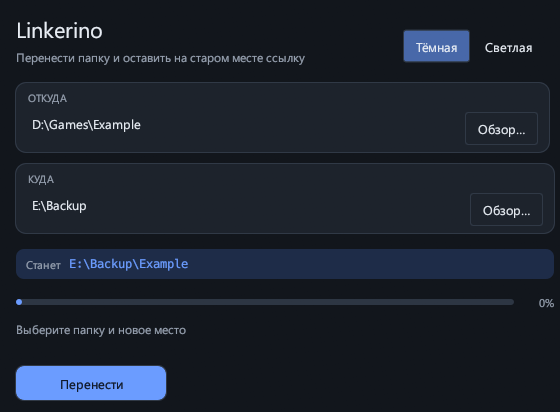 Linkerino
Перенести папку и оставить на старом месте ссылку
Тёмная
Светлая
ОТКУДА
D:\Games\Example
Обзор...
КУДА
E:\Backup
Обзор...
Станет E:\Backup\Example
0%
Выберите папку и новое место
Перенести